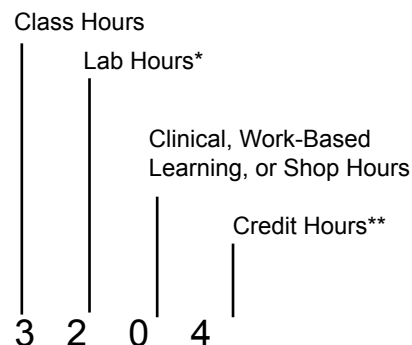 Class Hours
Lab Hours*
Clinical, Work-Based
Learning, or Shop Hours
Credit Hours**
3 2 0 4